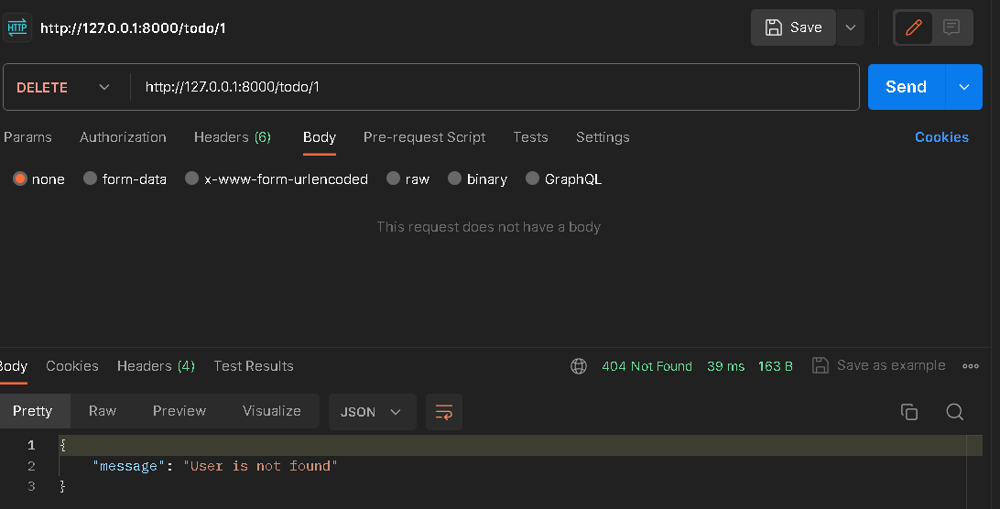 HTTP http://127.0.0.1:8000/todo/1 Save
DELETE http://127.0.0.1:8000/todo/1 Send
Params Authorization Headers (6) Body Pre-request Script Tests Settings Cookies
none form-data x-www-form-urlencoded raw binary GraphQL
This request does not have a body
Body Cookies Headers (4) Test Results 404 Not Found 39 ms 163 B Save as example
Pretty Raw Preview Visualize JSON
1 {
2 "message": "User is not found"
3 }